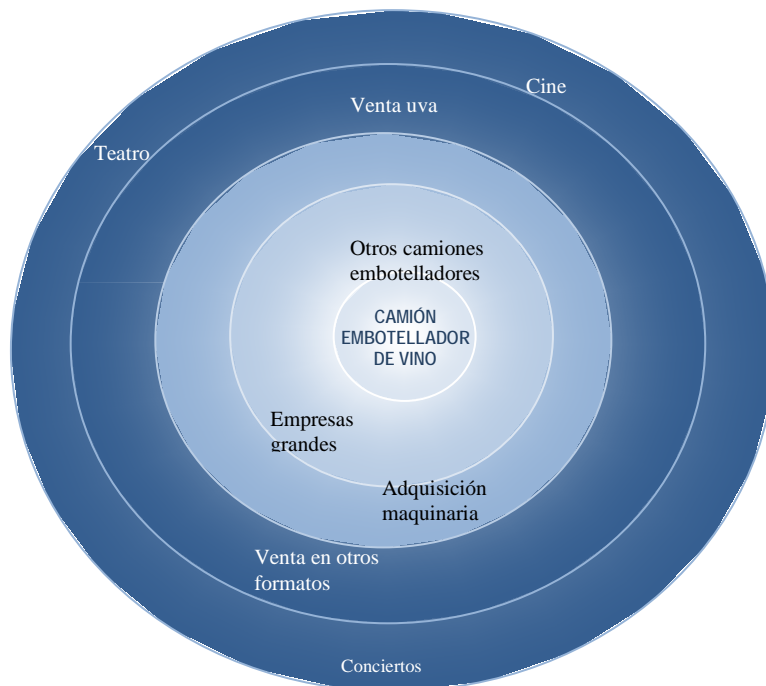 Cine
Venta uva
Teatro
Otros camiones
embotelladores
CAMIÓN
EMBOTELLADOR
DE VINO
Empresas
grandes
Adquisición
maquinaria
Venta en otros
formatos
Conciertos